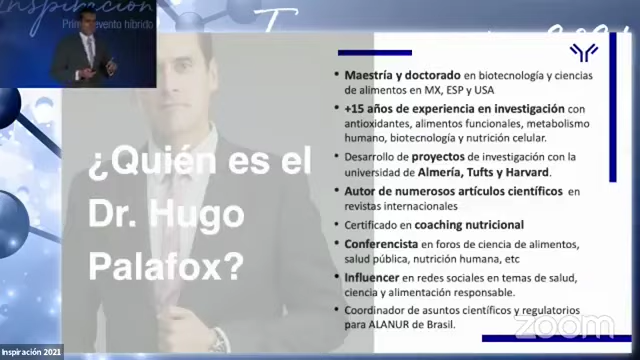 Inspiración
Primer evento híbrido
¿Quién es el
Dr. Hugo
Palafox?
• Maestría y doctorado en biotecnología y ciencias
de alimentos en MX, ESP y USA
• +15 años de experiencia en investigación con
antioxidantes, alimentos funcionales, metabolismo
humano, biotecnología y nutrición celular.
• Desarrollo de proyectos de investigación con la
universidad de Almería, Tufts y Harvard.
• Autor de numerosos artículos científicos en
revistas internacionales
• Certificado en coaching nutricional
• Conferencista en foros de ciencia de alimentos,
salud pública, nutrición humana, etc
• Influencer en redes sociales en temas de salud,
ciencia y alimentación responsable.
• Coordinador de asuntos científicos y regulatorios
para ALANUR de Brasil.
zoom
Inspiración 2021